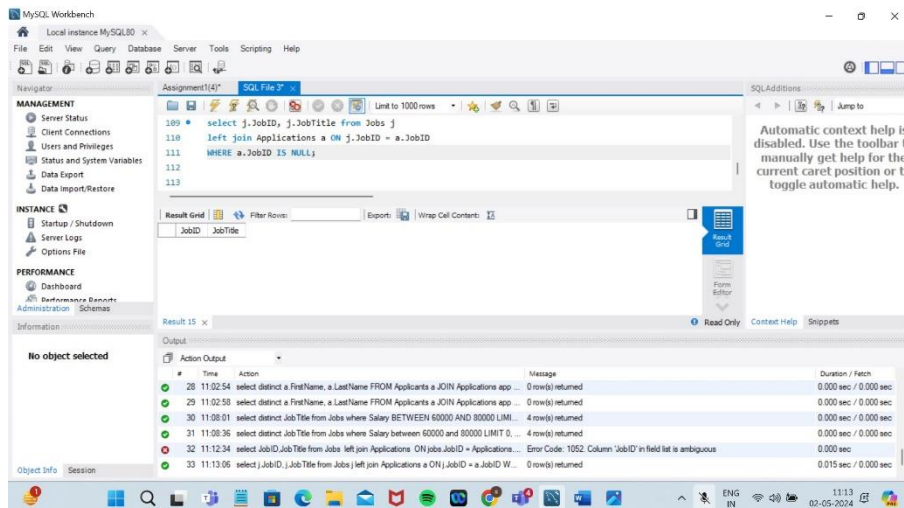 MySQL Workbench
Local instance MySQL80 ×
File Edit View Query Database Server Tools Scripting Help
Navigator
MANAGEMENT
Server Status
Client Connections
Users and Privileges
Status and System Variables
Data Export
Data Import/Restore
INSTANCE
Startup / Shutdown
Server Logs
Options File
PERFORMANCE
Dashboard
Performance Reports
Administration Schemas
Information
No object selected
Object Info Session
Assignment1(4)* SQL File 3* ×
Limit to 1000 rows
109 select j.JobID, j.JobTitle from Jobs j
110 left join Applications a ON j.JobID = a.JobID
111 WHERE a.JobID IS NULL;
112
113
Result Grid Filter Rows: Export: Wrap Cell Content:
JobID JobTitle
Result Grid
Form Editor
Result 15 × Read Only
SQLAdditions
Jump to
Automatic context help is
disabled. Use the toolbar
manually get help for the
current caret position or
toggle automatic help.
Context Help Snippets
Output
Action Output
# Time Action Message Duration / Fetch
28 11:02:54 select distinct a.FirstName, a.LastName FROM Applicants a JOIN Applications app ... 0 row(s) returned 0.000 sec / 0.000 sec
29 11:02:58 select distinct a.FirstName, a.LastName FROM Applicants a JOIN Applications app ... 0 row(s) returned 0.000 sec / 0.000 sec
30 11:08:01 select distinct JobTitle from Jobs where Salary BETWEEN 60000 AND 80000 LIMI... 4 row(s) returned 0.000 sec / 0.000 sec
31 11:08:36 select distinct JobTitle from Jobs where Salary between 60000 and 80000 LIMIT 0, ... 4 row(s) returned 0.000 sec / 0.000 sec
32 11:12:34 select JobID,JobTitle from Jobs left join Applications ON jobs.JobID = Applications.... Error Code: 1052. Column 'JobID' in field list is ambiguous 0.000 sec
33 11:13:06 select j.JobID, j.JobTitle from Jobs j left join Applications a ON j.JobID = a.JobID W... 0 row(s) returned 0.015 sec / 0.000 sec
ENG
IN
11:13
02-05-2024